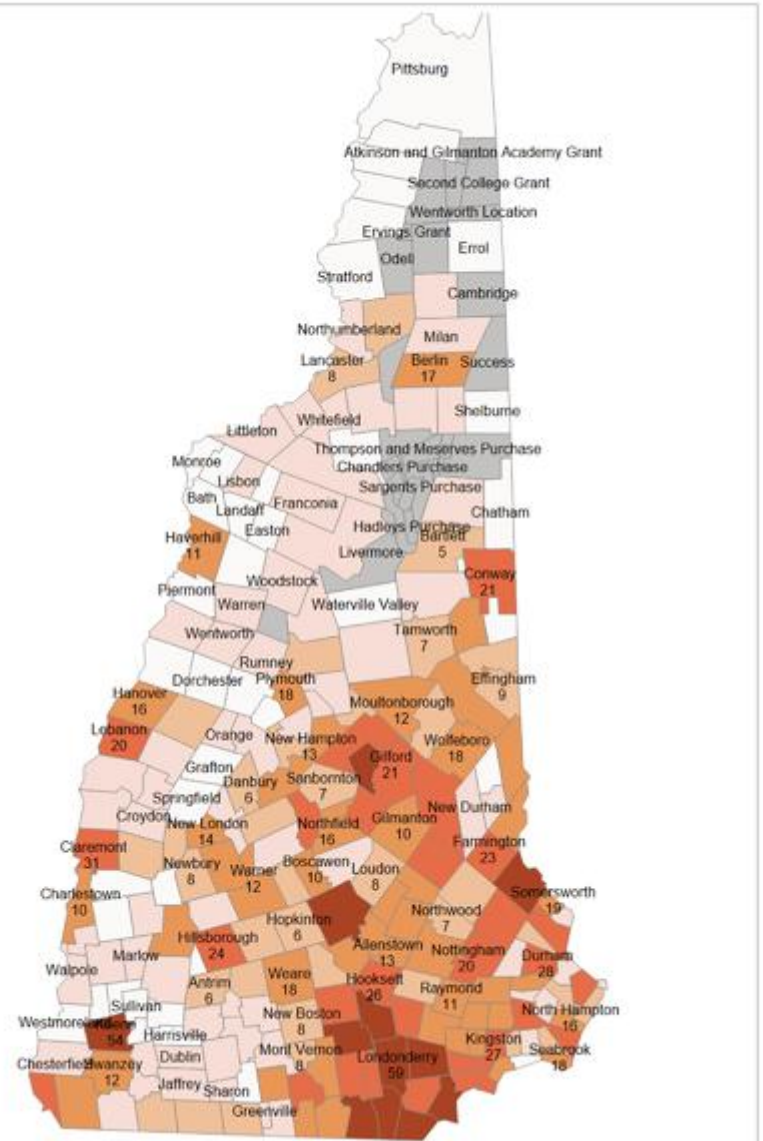 Pittsburg
Atkinson and Gilmanton Academy Grant
Second College Grant
Wentworth Location
Ervings Grant
Errol
Odell
Stratford
Cambridge
Northumberland
Milan
Lancaster
8
Berlin
17
Success
Shelburne
Whitefield
Littleton
Thompson and Meserves Purchase
Monroe
Chandlers Purchase
Lisbon
Sargents Purchase
Bath
Franconia
Landaff
Chatham
Easton
Hadleys Purchase
Bartlett
5
Haverhill
11
Livermore
Conway
21
Woodstock
Piermont
Warren
Waterville Valley
Wentworth
Tamworth
7
Rumney
Dorchester
Plymouth
18
Effingham
9
Hanover
16
Moultonborough
12
Lebanon
20
Orange
New Hampton
13
Wolfeboro
18
Gilford
21
Grafton
Danbury
6
Sanbornton
7
Springfield
Croydon
New Durham
New London
14
Northfield
16
Gilmanton
10
Claremont
31
Farmington
23
Newbury
8
Warner
12
Boscawen
10
Loudon
8
Charlestown
10
Somersworth
19
Hopkinton
6
Northwood
7
Hillsborough
24
Allenstown
13
Nottingham
20
Durham
28
Marlow
Walpole
Weare
18
Hooksett
26
Antrim
6
Raymond
11
Sullivan
New Boston
8
North Hampton
16
54
Harrisville
Kingston
27
Mont Vernon
8
Seabrook
18
Dublin
Londonderry
59
Chesterfield
Swanzey
12
Jaffrey
Sharon
Greenville